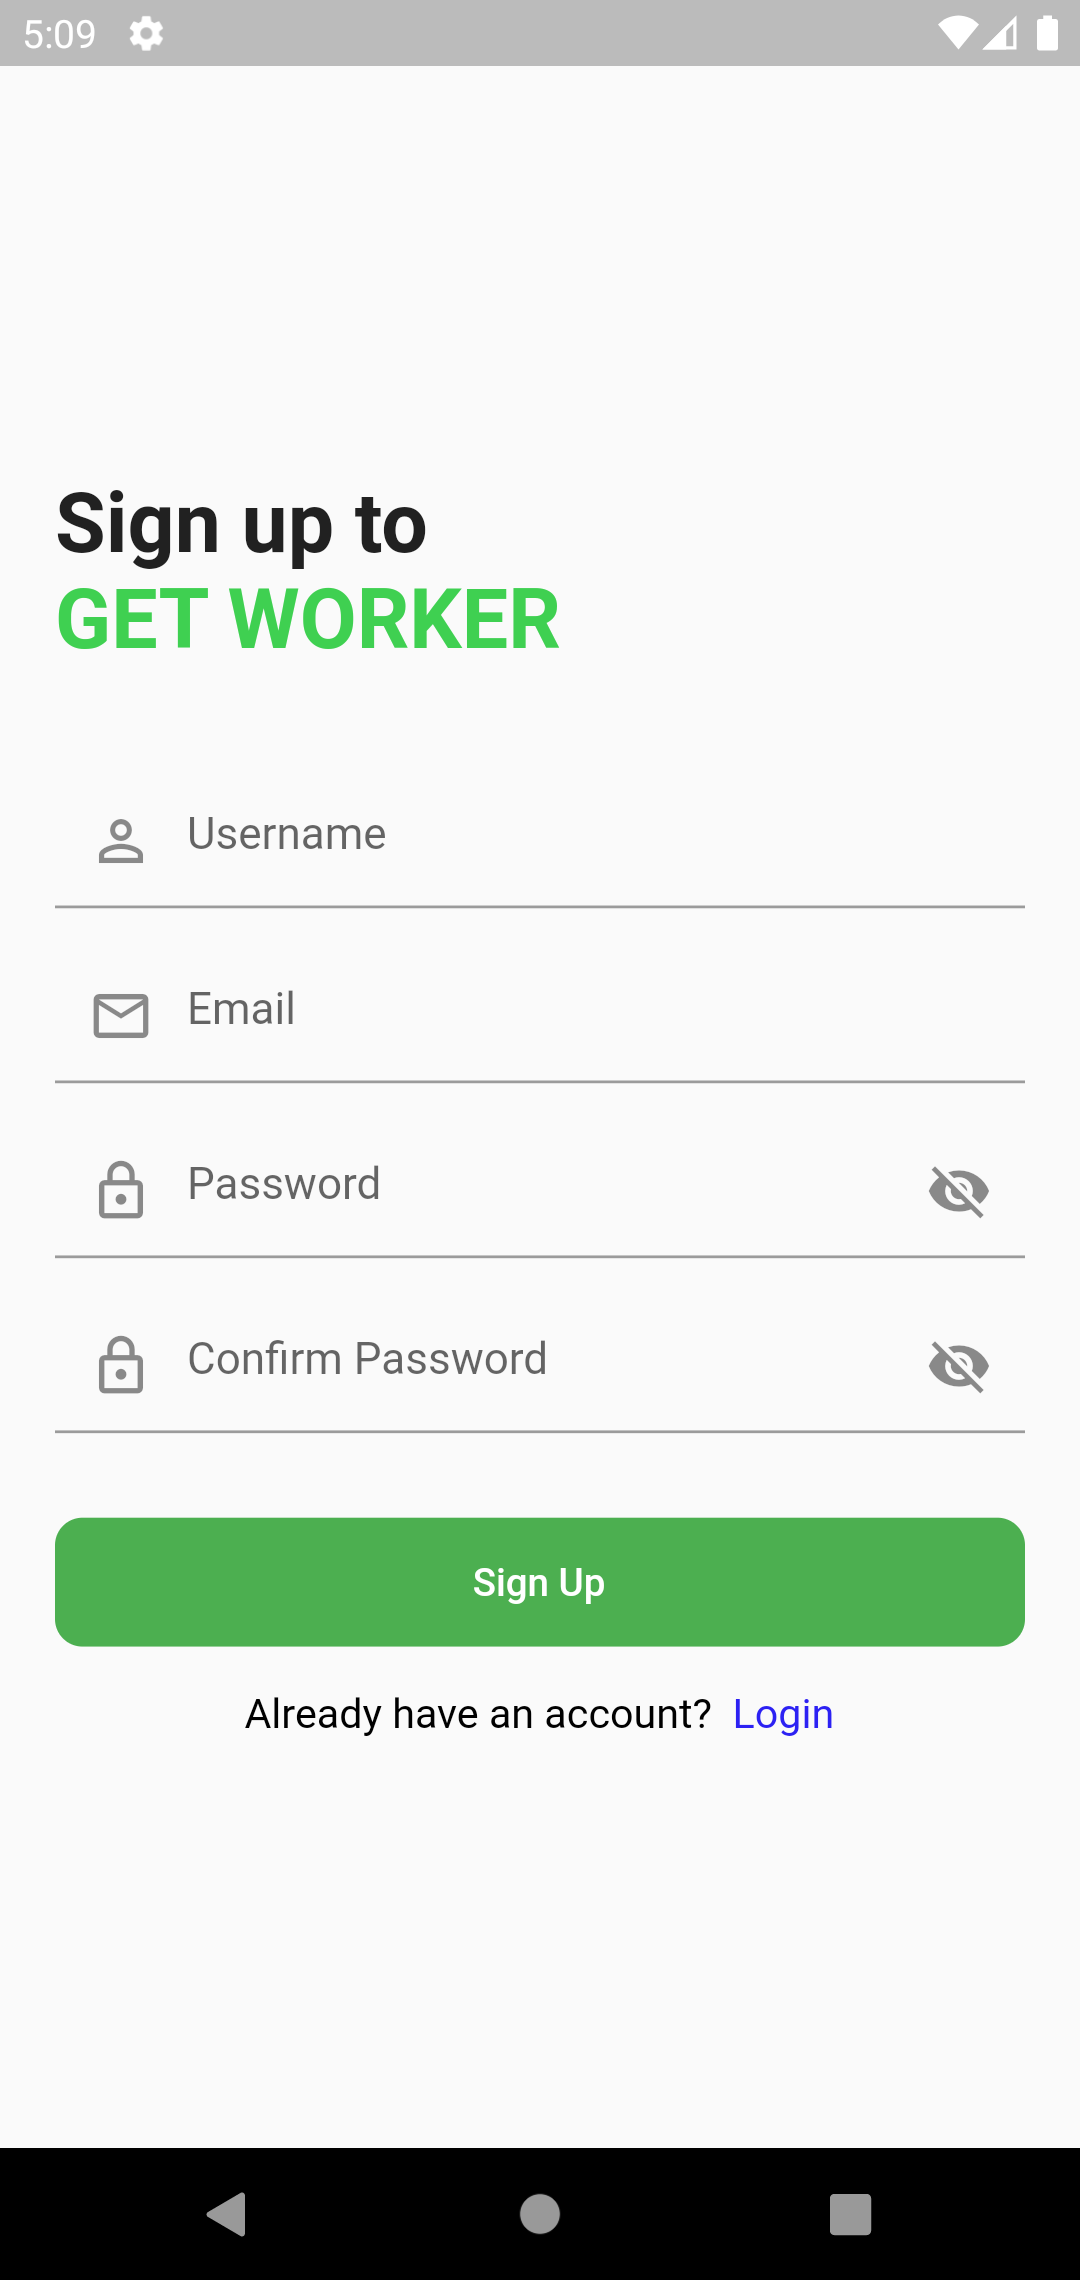 5:09
Sign up to
GET WORKER
Username
Email
Password
Confirm Password
Sign Up
Already have an account? Login